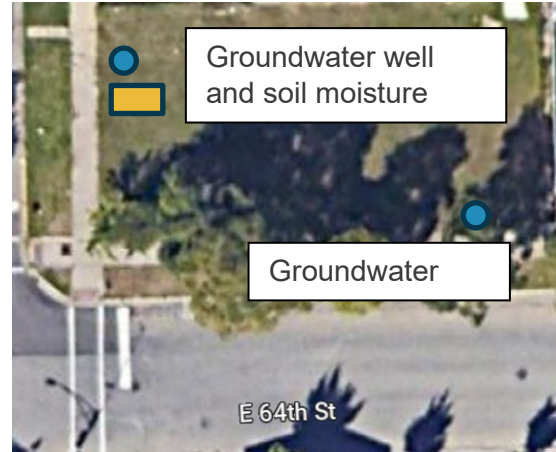 Groundwater well
and soil moisture
Groundwater
E 64th St